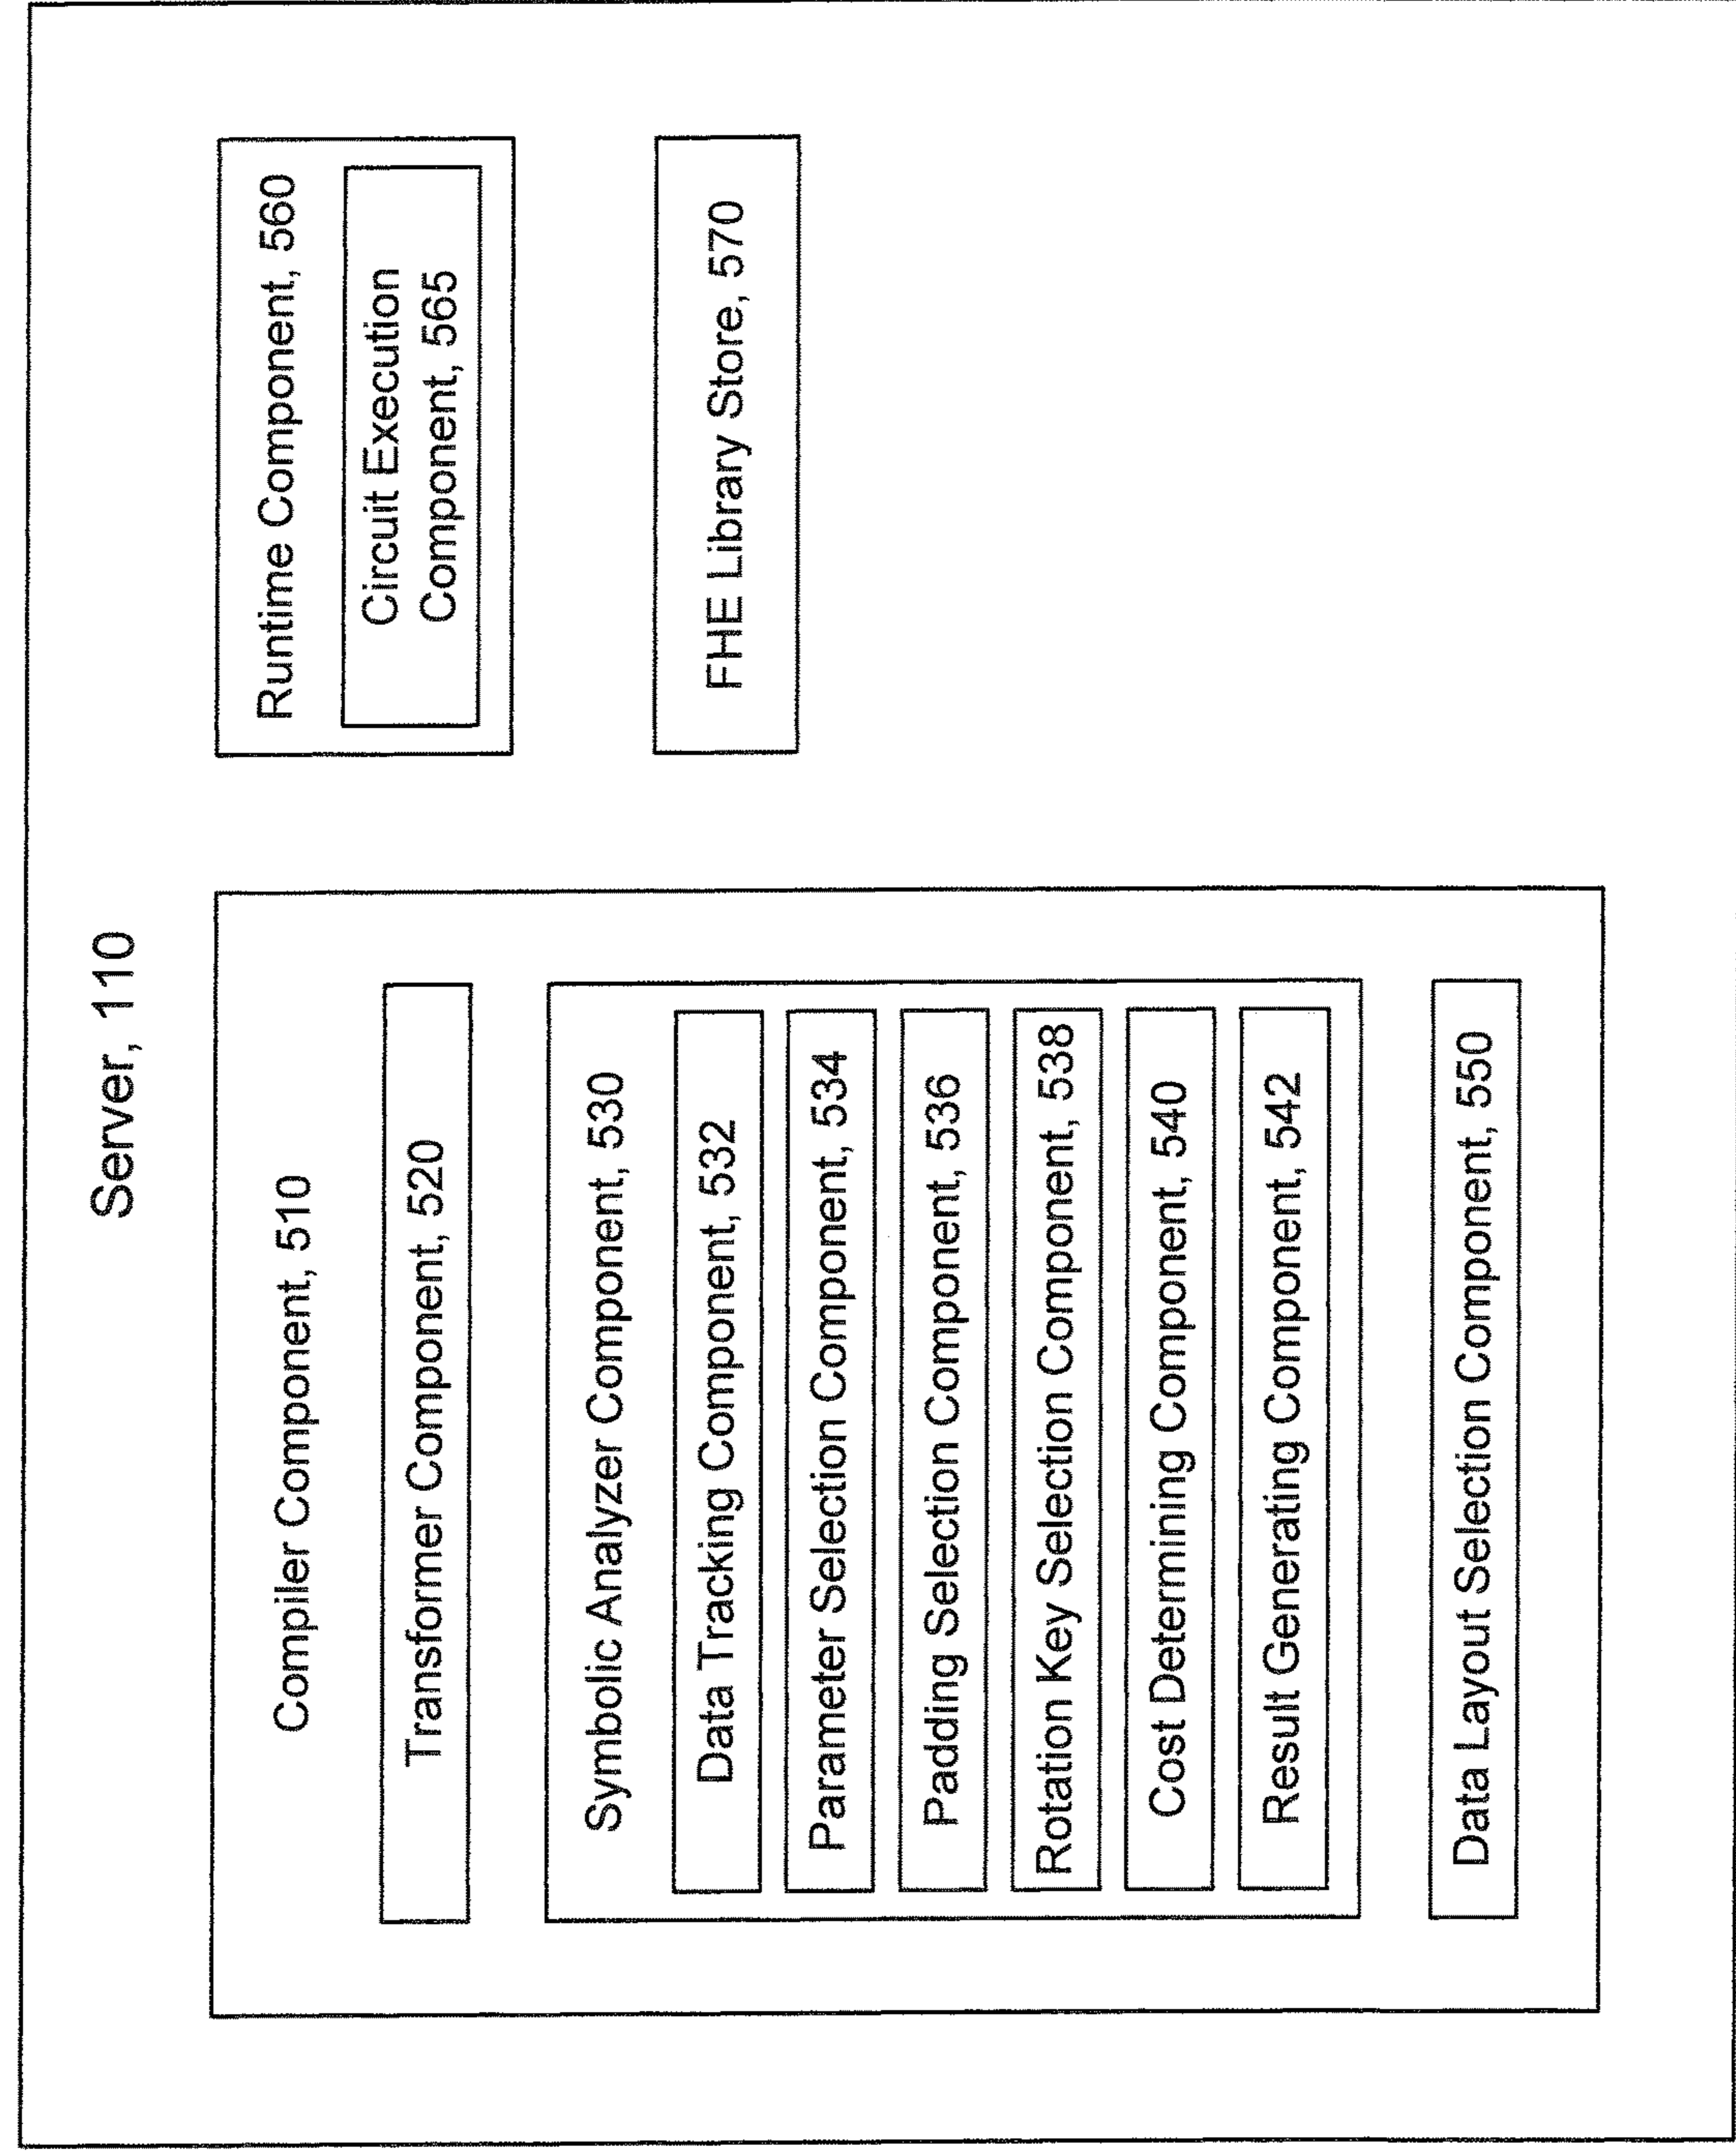 Server, 110
Compiler Component, 510
Transformer Component, 520
Symbolic Analyzer Component, 530
Data Tracking Component, 532
Parameter Selection Component, 534
Padding Selection Component, 536
Rotation Key Selection Component, 538
Cost Determining Component, 540
Result Generating Component, 542
Data Layout Selection Component, 550
Runtime Component, 560
Circuit Execution
Component, 565
FHE Library Store, 570